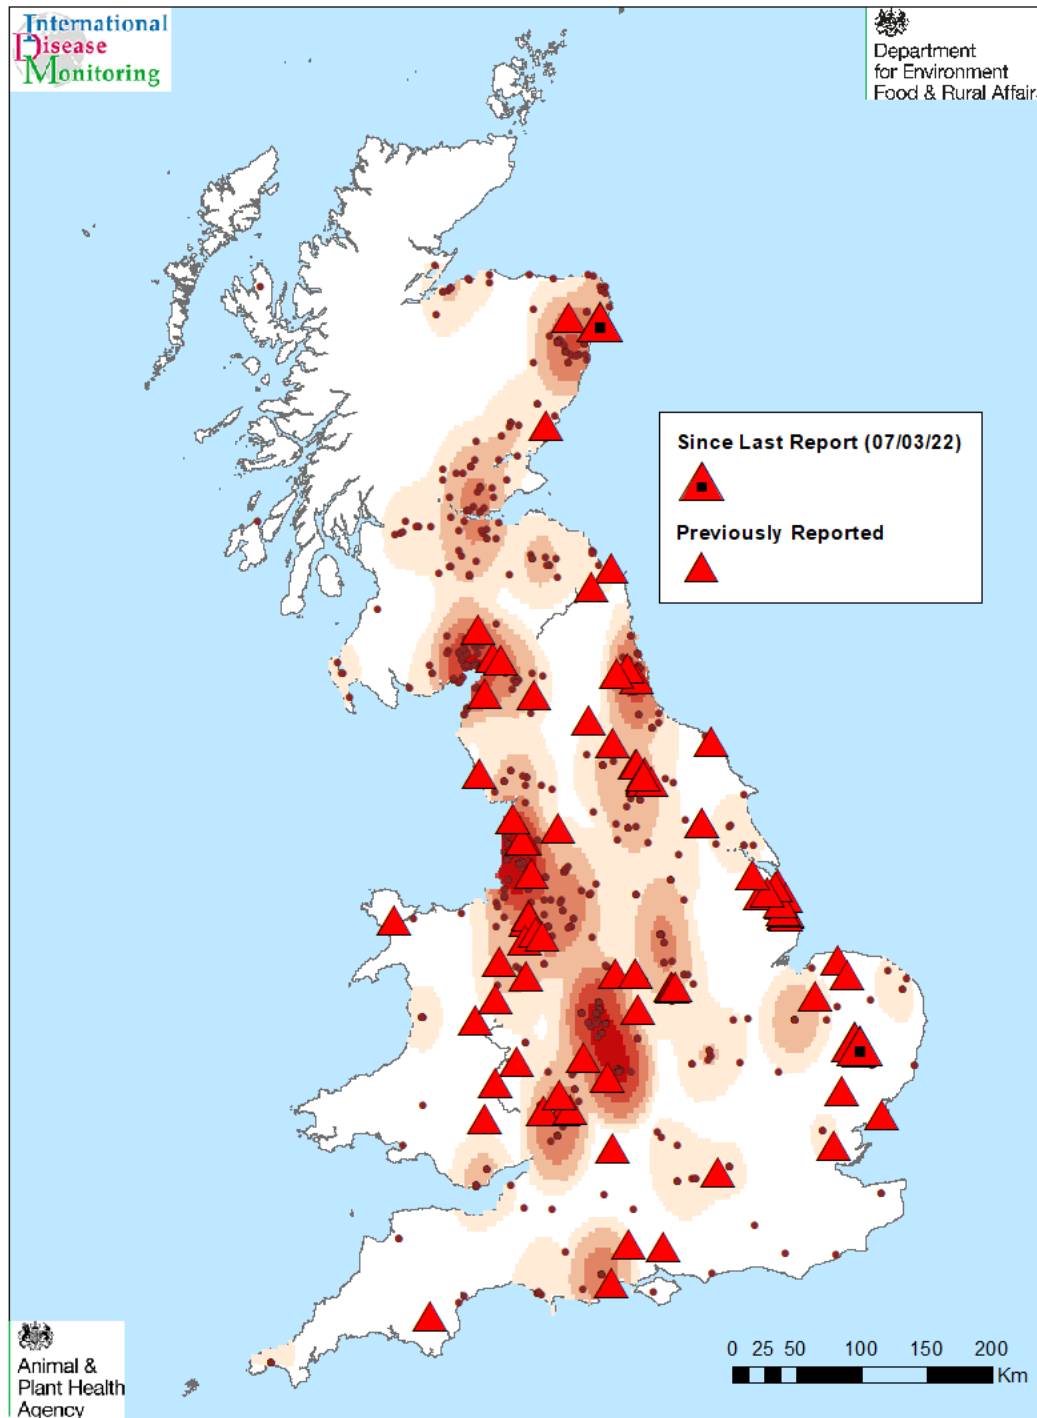 International
Disease
Monitoring
Department
for Environment
Food & Rural Affairs
Since Last Report (07/03/22)
Previously Reported
0 25 50 100 150 200
Km
Animal &
Plant Health
Agency